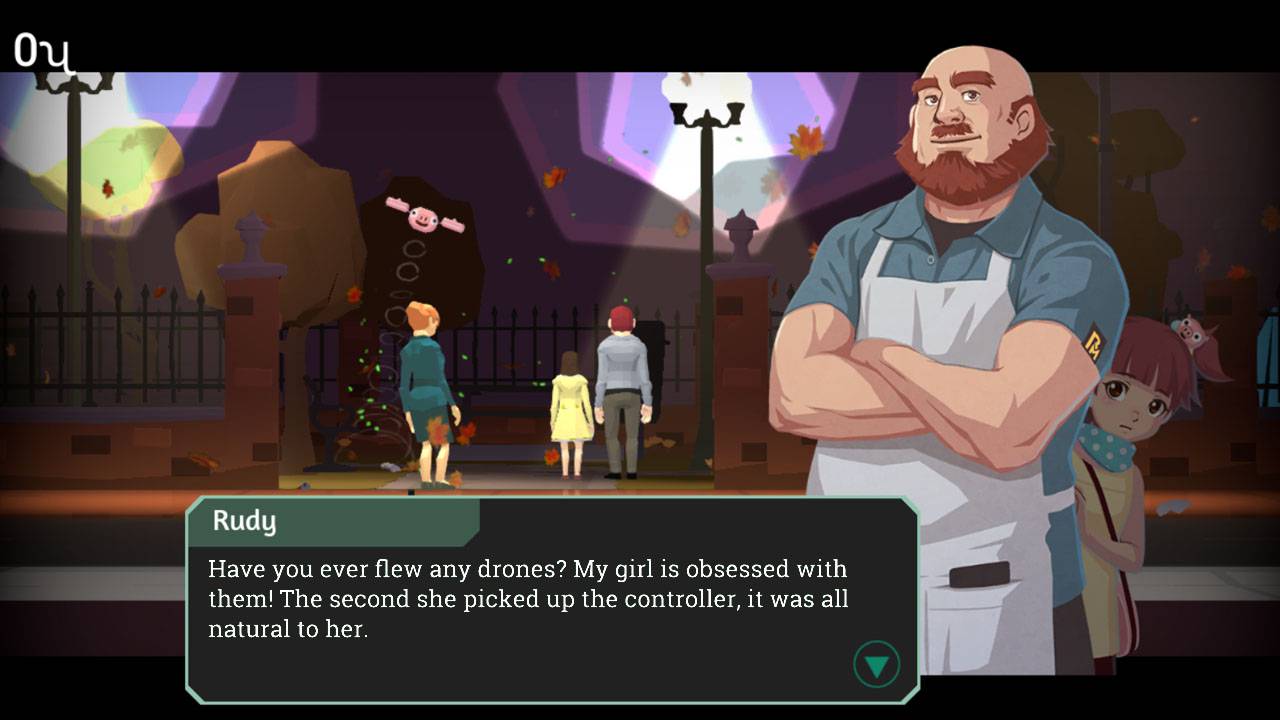 0y
Rudy
Have you ever flew any drones? My girl is obsessed with
them! The second she picked up the controller, it was all
natural to her.